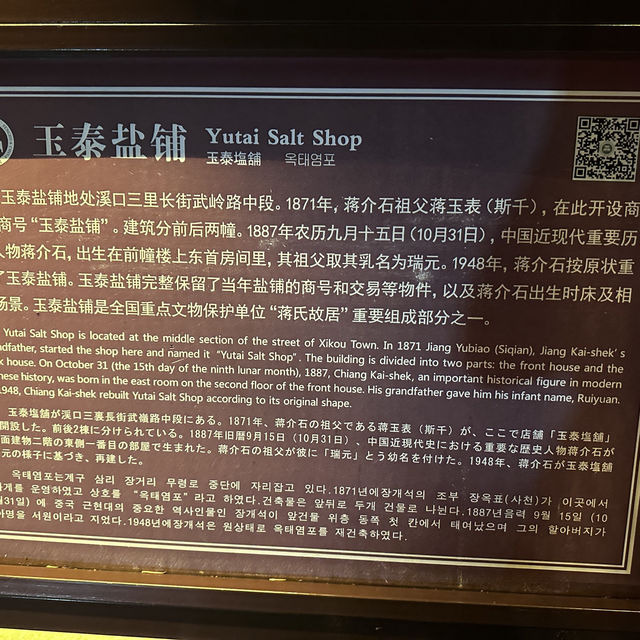 玉泰盐铺 Yutai Salt Shop
玉泰塩舗 옥태염포
玉泰盐铺地处溪口三里长街武岭路中段。1871年，蒋介石祖父蒋玉表（斯千），在此开设商
商号“玉泰盐铺”。建筑分前后两幢。1887年农历九月十五日（10月31日），中国近现代重要历
人物蒋介石，出生在前幢楼上东首房间里，其祖父取其乳名为瑞元。1948年，蒋介石按原状重
了玉泰盐铺。玉泰盐铺完整保留了当年盐铺的商号和交易等物件，以及蒋介石出生时床及相
场景。玉泰盐铺是全国重点文物保护单位“蒋氏故居”重要组成部分之一。
Yutai Salt Shop is located at the middle section of the street of Xikou Town. In 1871 Jiang Yubiao (Siqian), Jiang Kai-shek's
dfather, started the shop here and named it “Yutai Salt Shop”. The building is divided into two parts: the front house and the
k house. On October 31 (the 15th day of the ninth lunar month), 1887, Chiang Kai-shek, an important historical figure in modern
nese history, was born in the east room on the second floor of the front house. His grandfather gave him his infant name, Ruiyuan.
948, Chiang Kai-shek rebuilt Yutai Salt Shop according to its original shape.
玉泰塩舗が溪口三裏長街武嶺路中段にある。1871年、蒋介石の祖父である蒋玉表（斯千）が、ここで店舗「玉泰塩舗」
開設した。前後2棟に分けられている。1887年旧暦9月15日（10月31日）、中国近現代史における重要な歴史人物蒋介石が
面建物二階の東側一番目の部屋で生まれた。蒋介石の祖父が彼に「瑞元」とう幼名を付けた。1948年、蒋介石が玉泰塩舗
元の様子に基づき、再建した。
옥태염포는계구 삼리 장거리 무령로 중단에 자리잡고 있다.1871년에장개석의 조부 장옥표(사천)가 이곳에서
가게를 운영하였고 상호를 “옥태염포”라고 하였다.건축물은 앞뒤로 두개 건물로 나뉜다.1887년음력 9월 15일 (10
월31일) 에 중국 근현대의 중요한 역사인물인 장개석이 앞건물 위층 동쪽 첫 칸에서 태여났으며 그의 할아버지가
아명을 서원이라고 지었다.1948년에장개석은 원상태로 옥태염포를 재건축하였다.